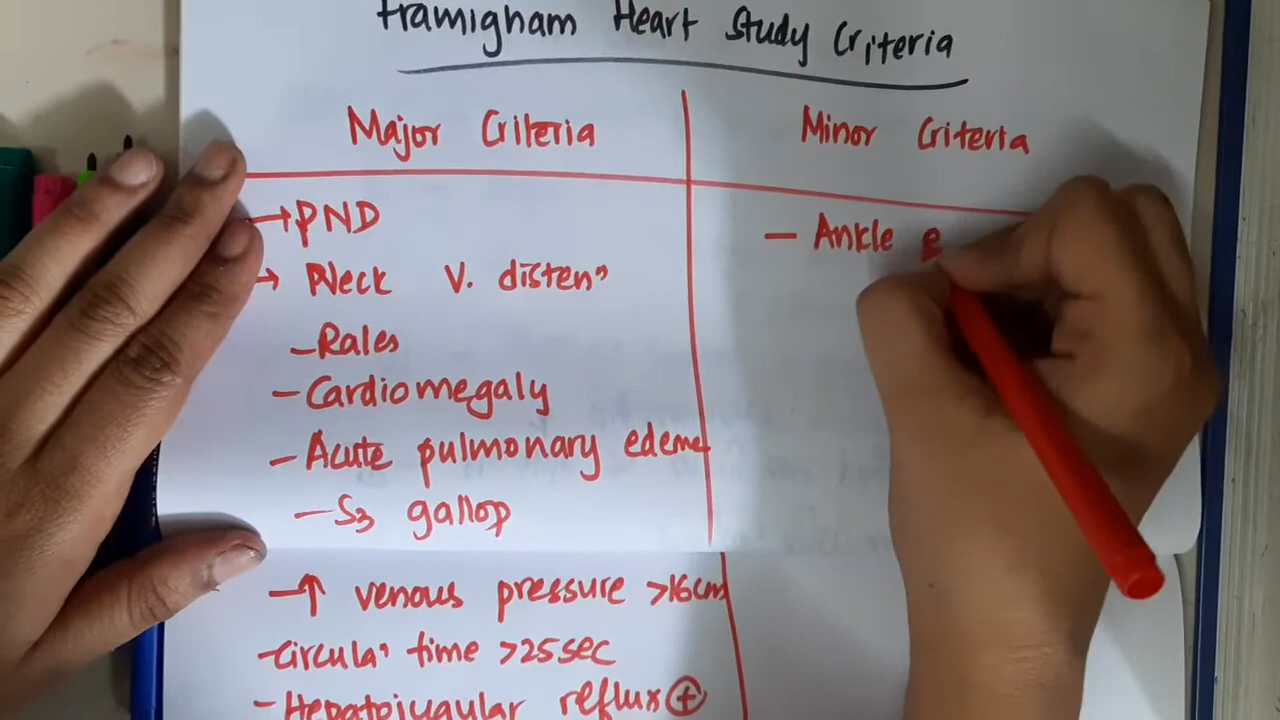 Framigham Heart Study Criteria
Major Criteria
Minor Criteria
→ PND
→ Neck V. disten'
- Rales
- Cardiomegaly
- Acute pulmonary edeme
- S3 gallop
- ↑ venous pressure >16cm
- circula' time >25sec
- Hepatojugular reflux ⊕
- Ankle e